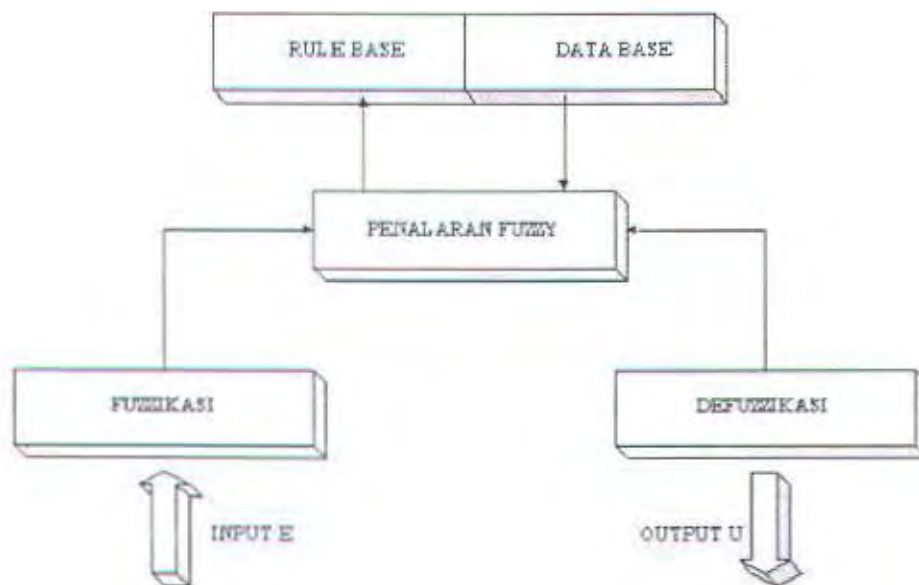 RULE BASE
DATA BASE
PENALARAN FUZZY
FUZZIKASI
DEFUZZIKASI
INPUT E
OUTPUT U